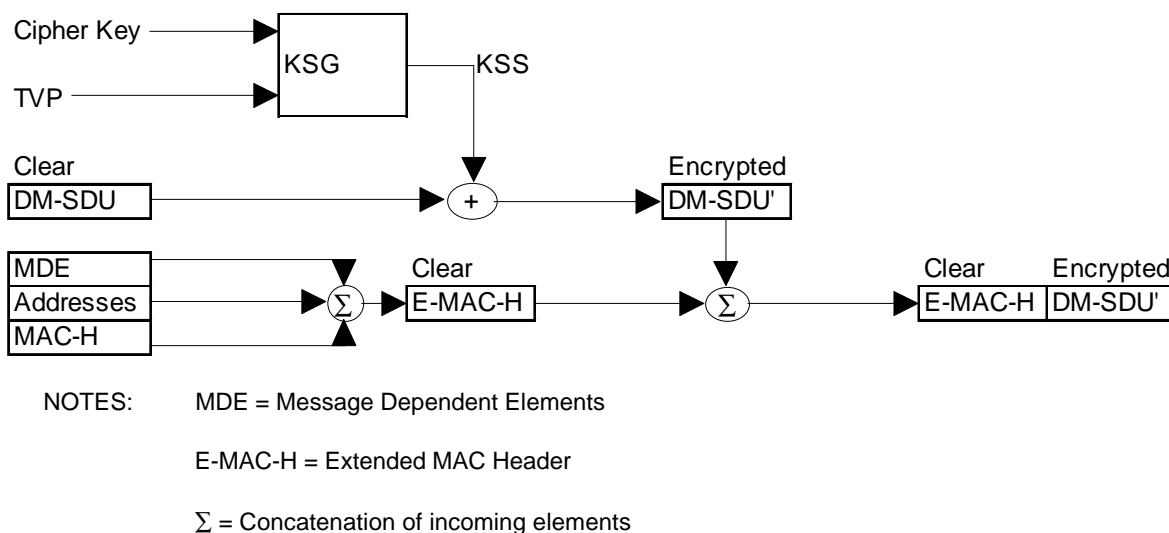 Cipher Key
KSG
KSS
TVP
Clear
DM-SDU
+
Encrypted
DM-SDU'
MDE
Addresses
MAC-H
Σ
Clear
E-MAC-H
Σ
Clear Encrypted
E-MAC-H DM-SDU'
NOTES: MDE = Message Dependent Elements
E-MAC-H = Extended MAC Header
Σ = Concatenation of incoming elements